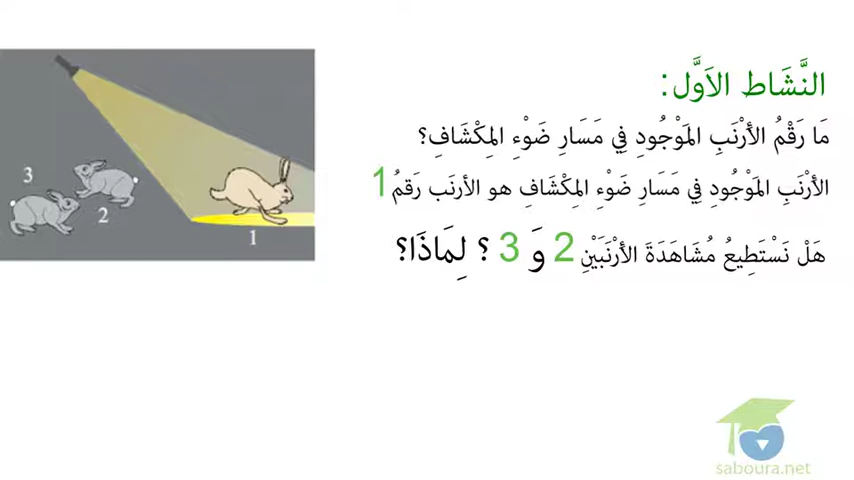 النَّشَاط الاَوَّل:
مَا رَقْمُ الأَرْنَبِ المَوْجُودِ فِي مَسَارِ ضَوْءِ المِكْشَافِ؟
الأَرْنَبِ المَوْجُودِ فِي مَسَارِ ضَوْءِ المِكْشَافِ هو الأرنَب رَقمُ 1
هَلْ نَسْتَطِيعُ مُشَاهَدَةَ الأَرْنَبَيْنِ 2 وَ 3 ؟ لِمَاذَا؟
3
2
1
saboura.net